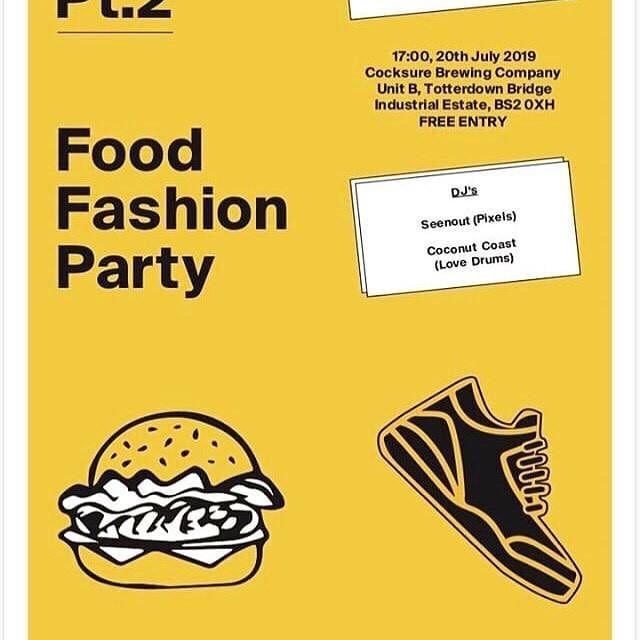 Pt.2
Food
Fashion
Party
17:00, 20th July 2019
Cocksure Brewing Company
Unit B, Totterdown Bridge
Industrial Estate, BS2 0XH
FREE ENTRY
DJ's
Seenout (Pixels)
Coconut Coast
(Love Drums)